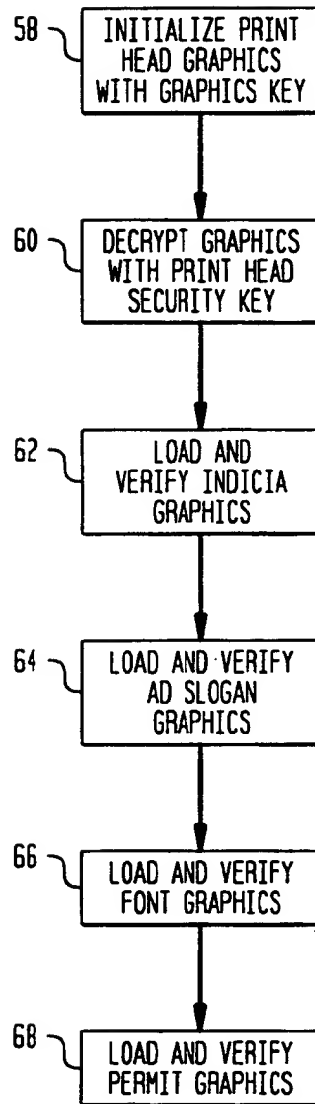 58
INITIALIZE PRINT
HEAD GRAPHICS
WITH GRAPHICS KEY
60
DECRYPT GRAPHICS
WITH PRINT HEAD
SECURITY KEY
62
LOAD AND
VERIFY INDICIA
GRAPHICS
64
LOAD AND VERIFY
AD SLOGAN
GRAPHICS
66
LOAD AND VERIFY
FONT GRAPHICS
68
LOAD AND VERIFY
PERMIT GRAPHICS